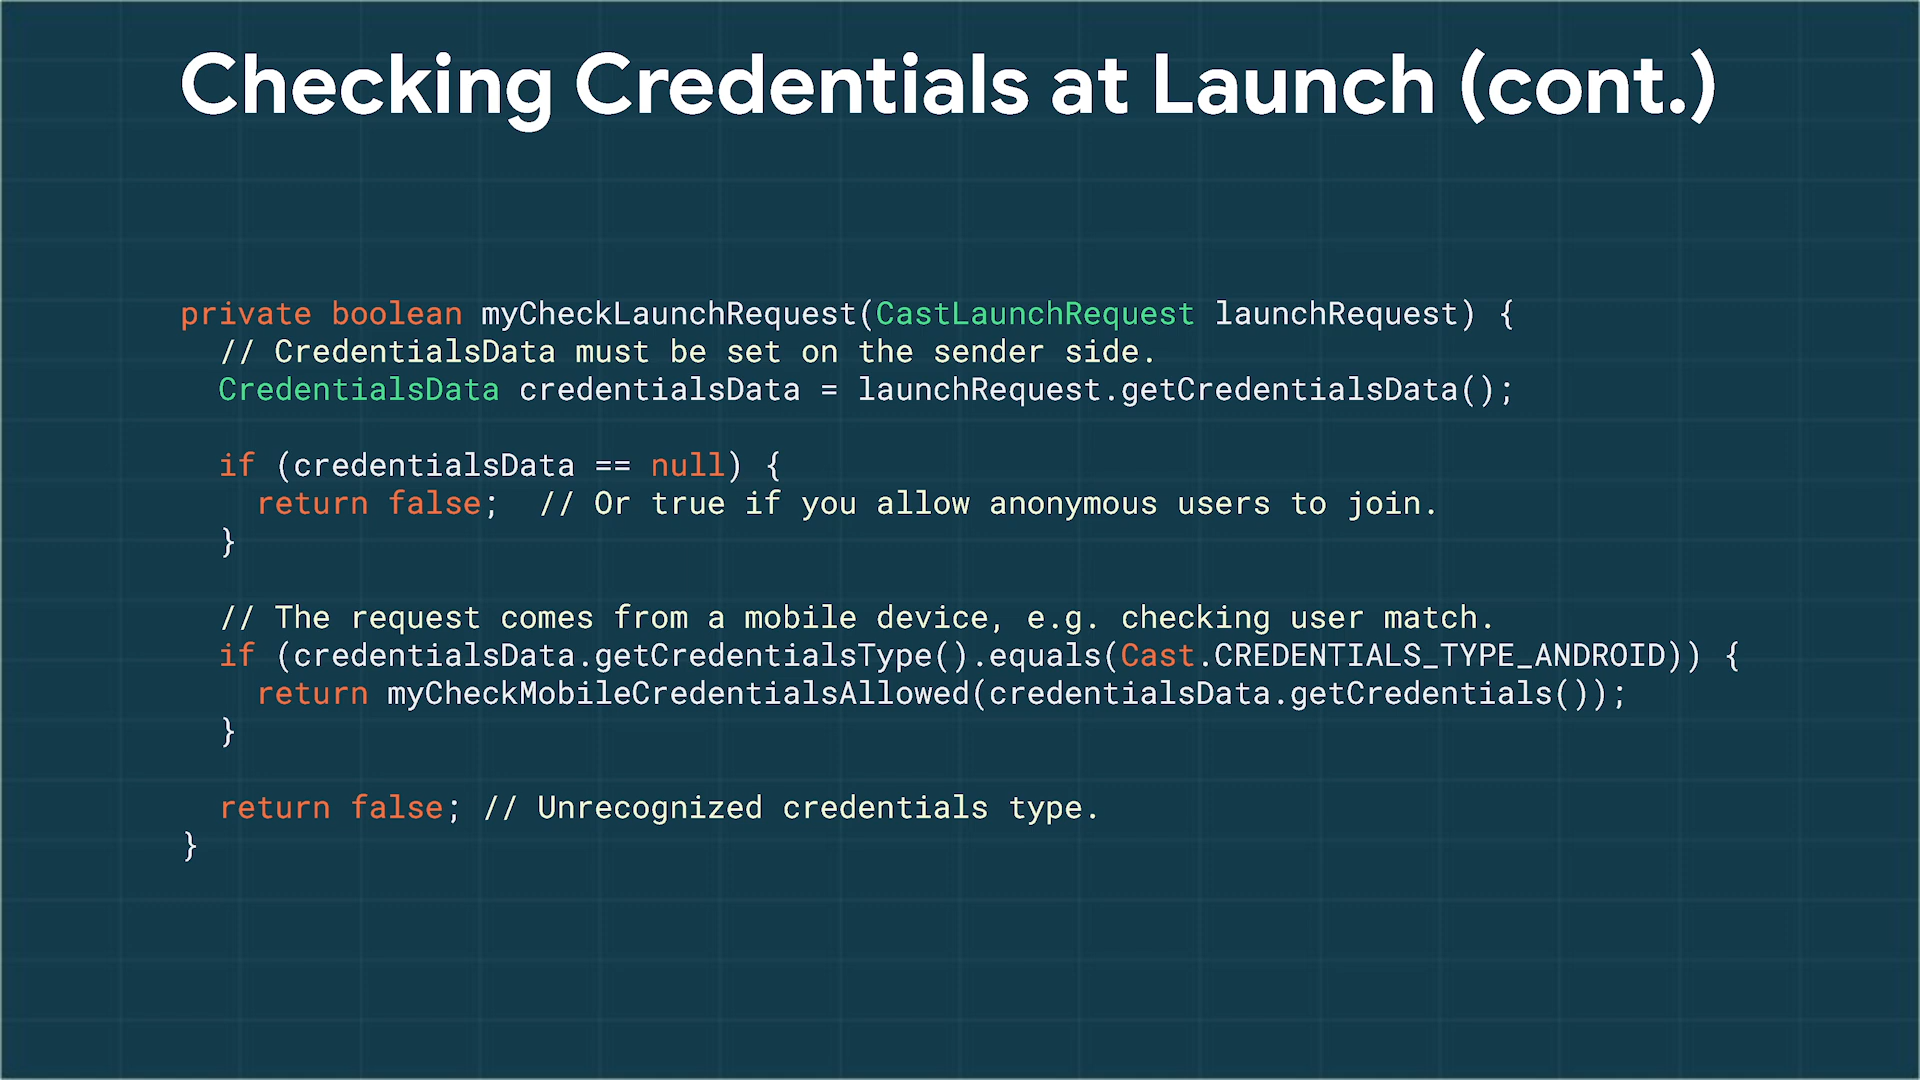 Checking Credentials at Launch (cont.)
private boolean myCheckLaunchRequest(CastLaunchRequest launchRequest) {
  // CredentialsData must be set on the sender side.
  CredentialsData credentialsData = launchRequest.getCredentialsData();
  if (credentialsData == null) {
    return false;  // Or true if you allow anonymous users to join.
  }
  // The request comes from a mobile device, e.g. checking user match.
  if (credentialsData.getCredentialsType().equals(Cast.CREDENTIALS_TYPE_ANDROID)) {
    return myCheckMobileCredentialsAllowed(credentialsData.getCredentials());
  }
  return false; // Unrecognized credentials type.
}